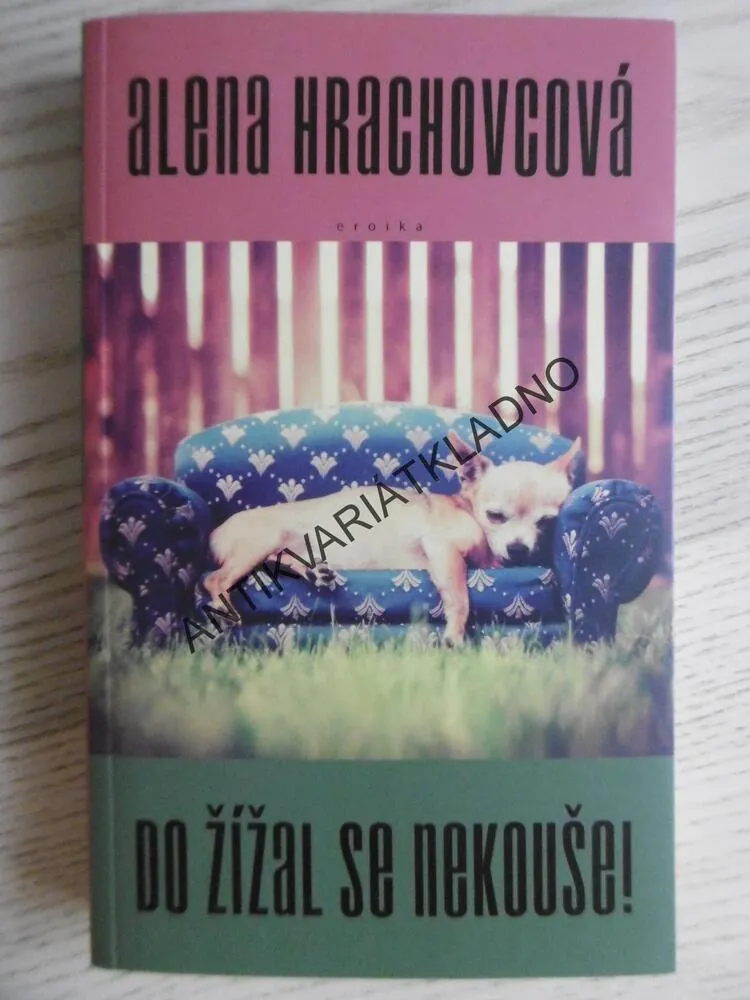 alena HRACHOVCOVÁ
eroika
ANTIKVARIÁTKLADNO
DO ŽÍŽAL SE NEKOUŠE!